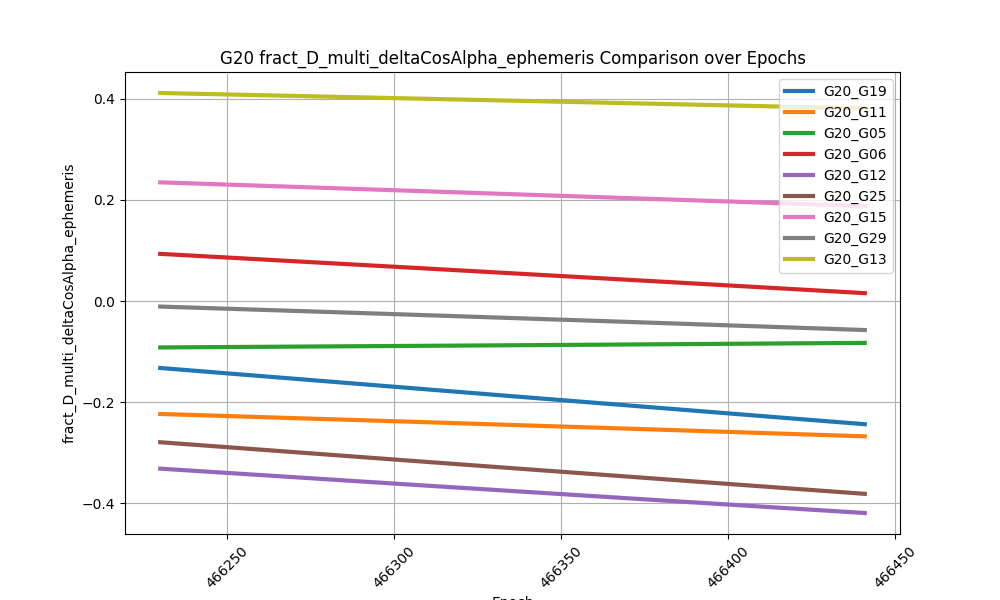 G20 fract_D_multi_deltaCosAlpha_ephemeris Comparison over Epochs
fract_D_multi_deltaCosAlpha_ephemeris
0.4
0.2
0.0
−0.2
−0.4
G20_G19
G20_G11
G20_G05
G20_G06
G20_G12
G20_G25
G20_G15
G20_G29
G20_G13
466250
466300
466350
466400
466450
Epoch